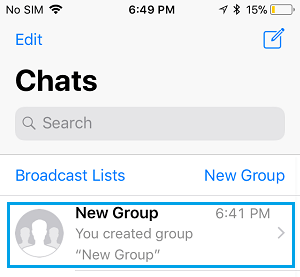 No SIM 6:49 PM 15%
Edit
Chats
Search
Broadcast Lists New Group
New Group 6:41 PM
You created group
“New Group”